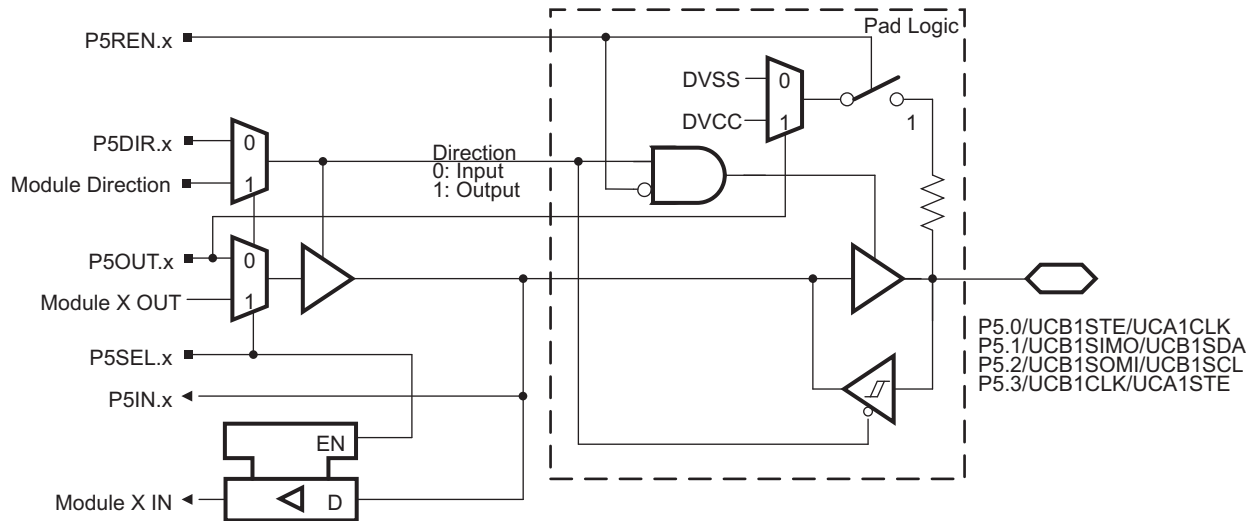 Pad Logic
P5REN.x
DVSS
0
DVCC
1
1
P5DIR.x
0
Module Direction
1
Direction
0: Input
1: Output
P5OUT.x
0
Module X OUT
1
P5SEL.x
P5IN.x
EN
Module X IN
D
P5.0/UCB1STE/UCA1CLK
P5.1/UCB1SIMO/UCB1SDA
P5.2/UCB1SOMI/UCB1SCL
P5.3/UCB1CLK/UCA1STE